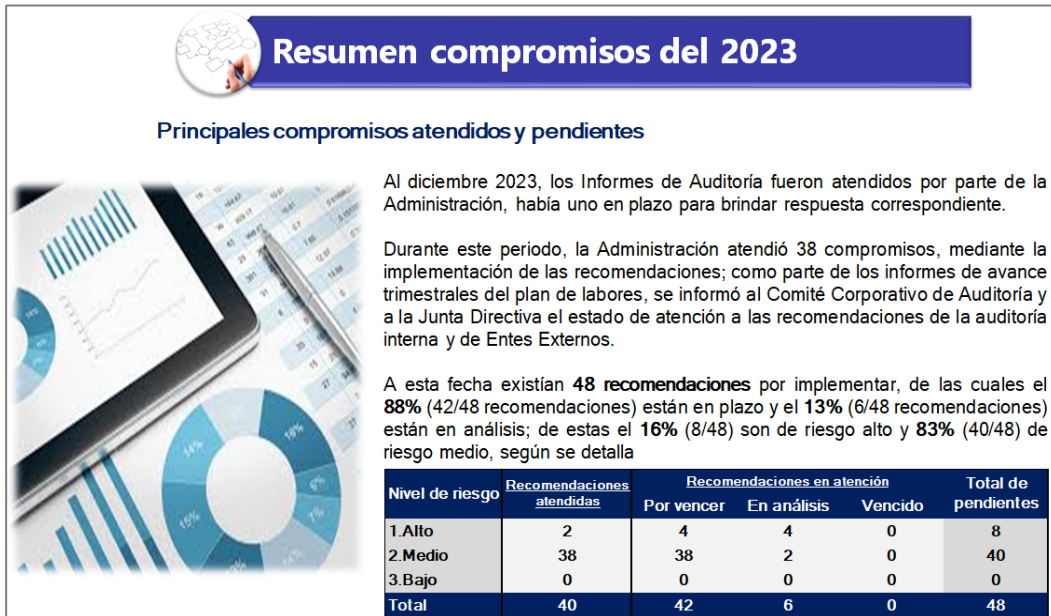 Resumen compromisos del 2023
Principales compromisos atendidos y pendientes
Al diciembre 2023, los Informes de Auditoría fueron atendidos por parte de la
Administración, había uno en plazo para brindar respuesta correspondiente.
Durante este periodo, la Administración atendió 38 compromisos, mediante la
implementación de las recomendaciones; como parte de los informes de avance
trimestrales del plan de labores, se informó al Comité Corporativo de Auditoría y
a la Junta Directiva el estado de atención a las recomendaciones de la auditoría
interna y de Entes Externos.
A esta fecha existían 48 recomendaciones por implementar, de las cuales el
88% (42/48 recomendaciones) están en plazo y el 13% (6/48 recomendaciones)
están en análisis; de estas el 16% (8/48) son de riesgo alto y 83% (40/48) de
riesgo medio, según se detalla
Nivel de riesgo Recomendaciones atendidas Recomendaciones en atención Total de pendientes
Por vencer En análisis Vencido
1.Alto 2 4 4 0 8
2.Medio 38 38 2 0 40
3.Bajo 0 0 0 0 0
Total 40 42 6 0 48
14%
18%
15%
1%